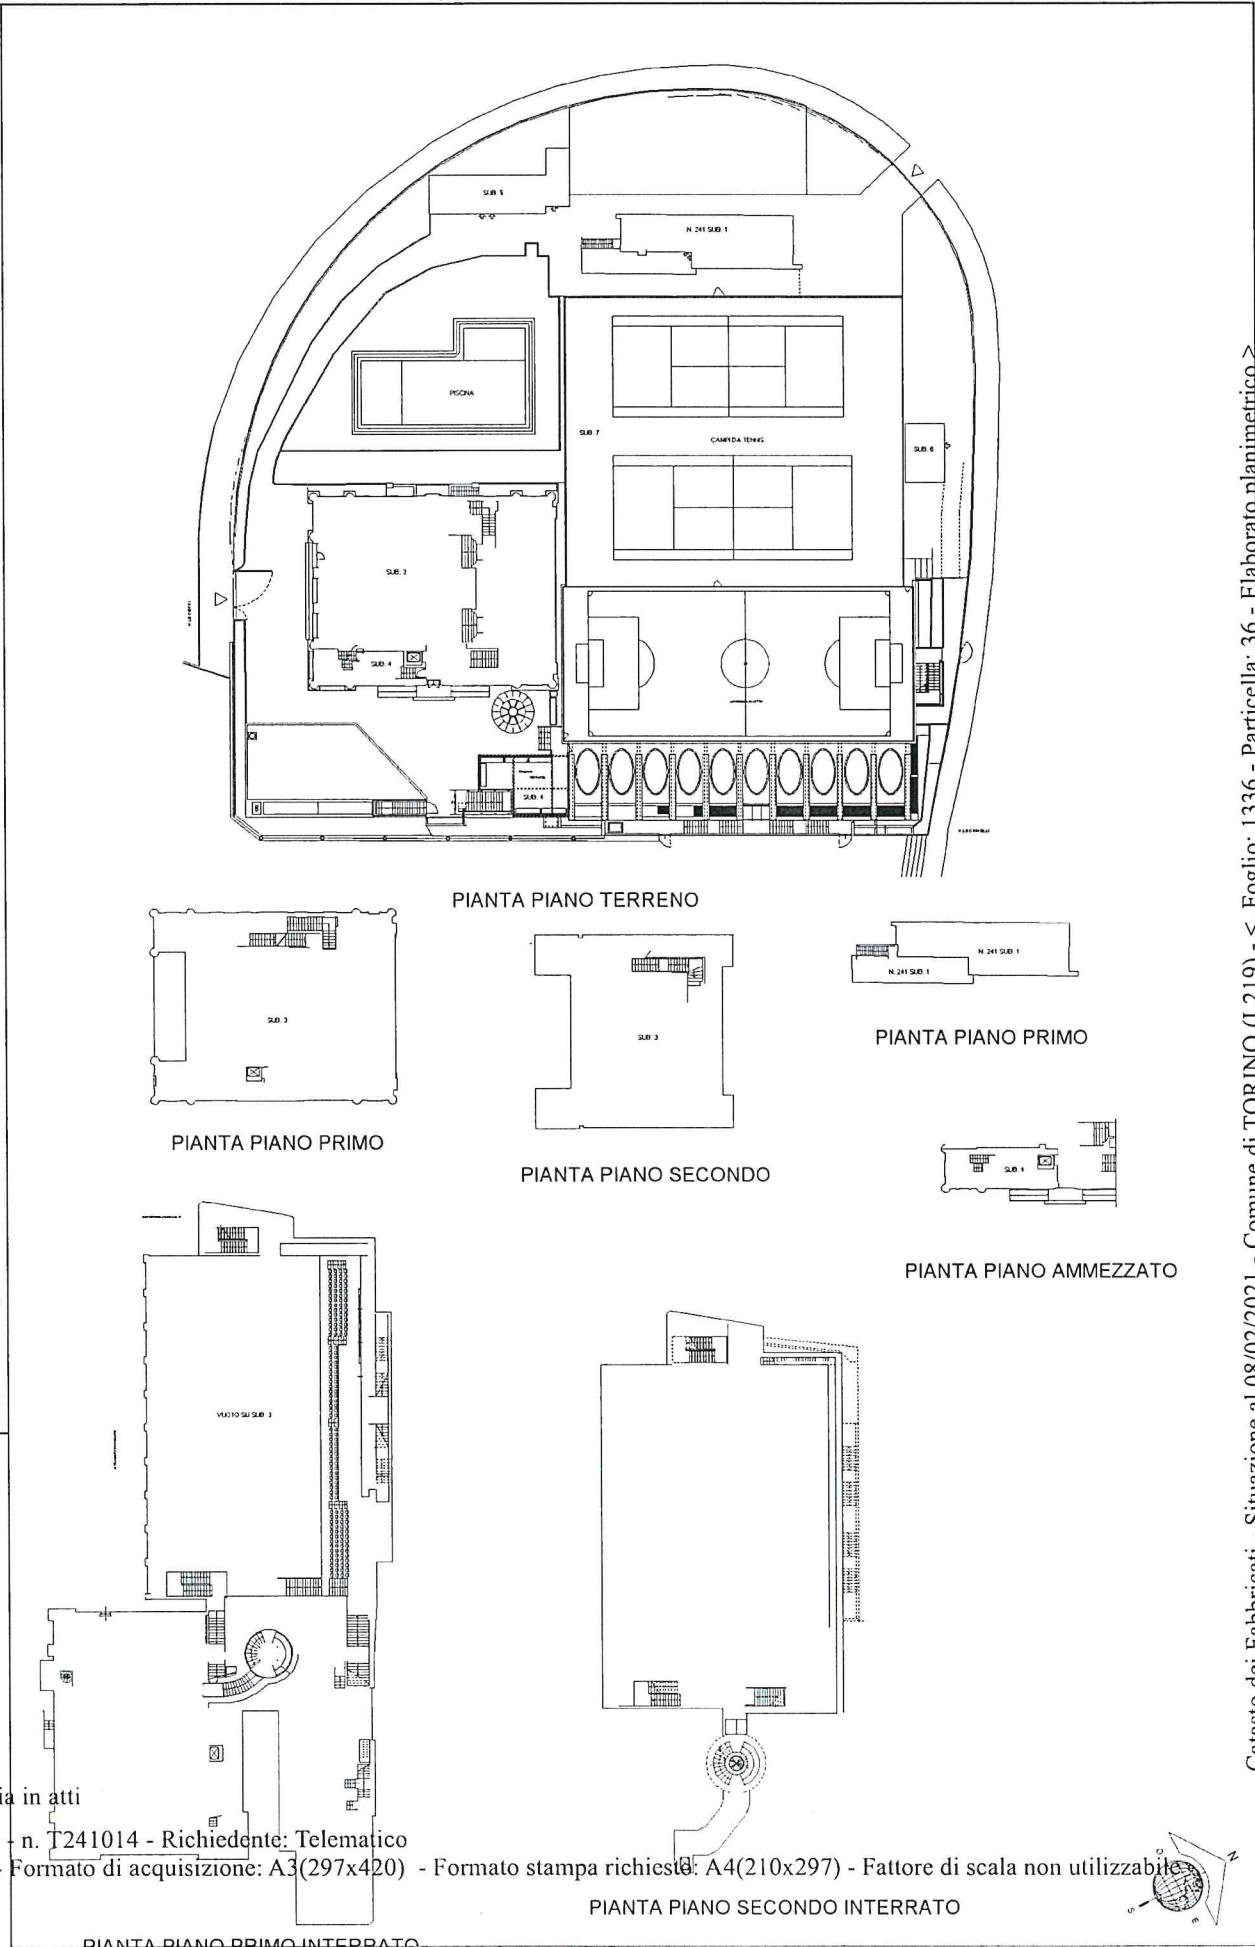 SUB. 5
N. 241 SUB. 1
PISCINA
SUB. 7
CAMPI DA TENNIS
SUB. 6
SUB. 3
SUB. 4
SUB. 4
PIANTA PIANO TERRENO
SUB. 3
PIANTA PIANO PRIMO
SUB. 3
PIANTA PIANO SECONDO
N. 241 SUB. 1
N. 241 SUB. 1
PIANTA PIANO PRIMO
SUB. 4
PIANTA PIANO AMMEZZATO
VUOTO SU SUB. 3
PIANTA PIANO PRIMO INTERRATO
PIANTA PIANO SECONDO INTERRATO
N
O
S
E
ia in atti
- n. T241014 - Richiedente: Telematico
- Formato di acquisizione: A3(297x420) - Formato stampa richiesto: A4(210x297) - Fattore di scala non utilizzabile
Catasto dei Fabbricati - Situazione al 08/02/2021 - Comune di TORINO (L219) - < Foglio: 1336 - Particella: 36 - Elaborato planimetrico >